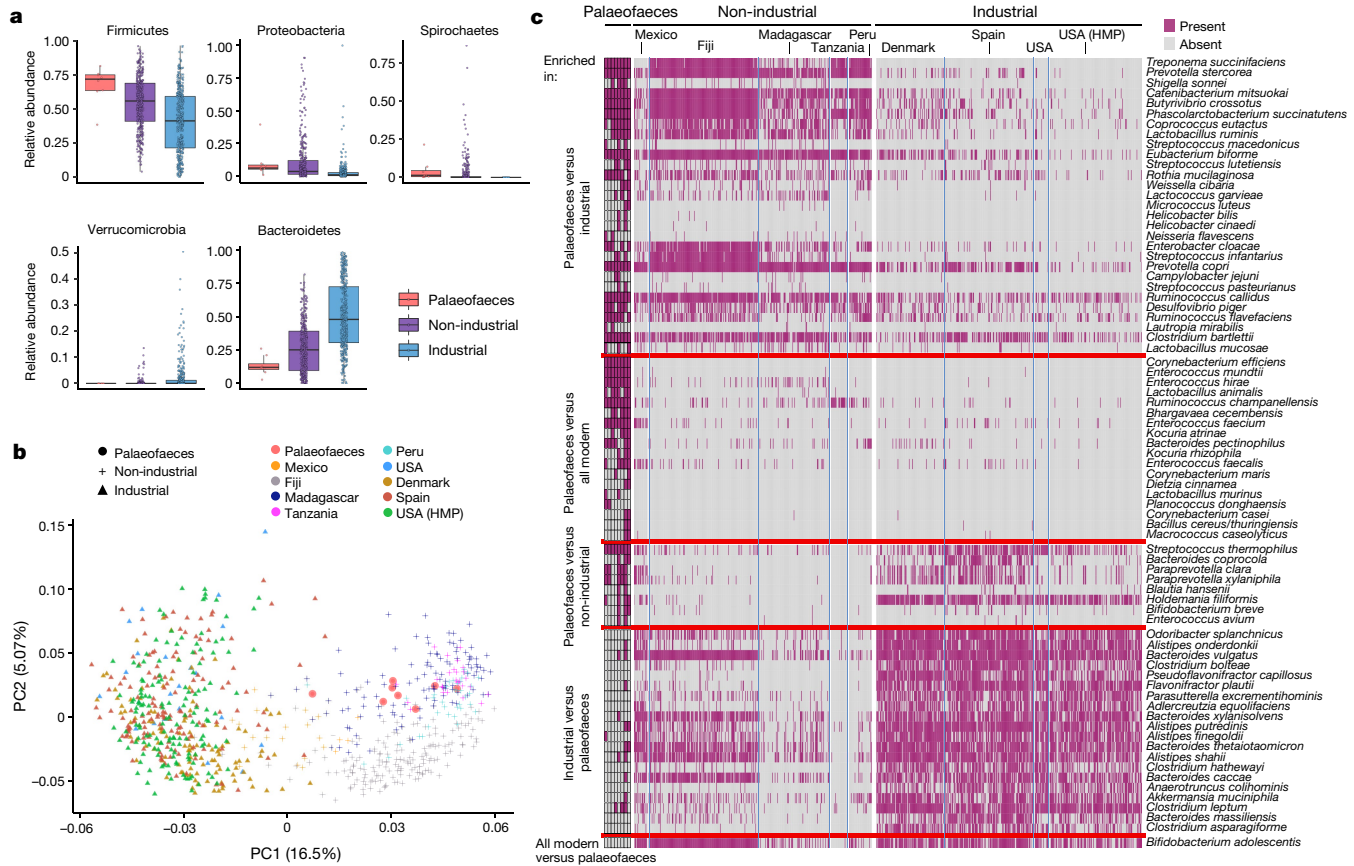 a
Firmicutes
Proteobacteria
Spirochaetes
Relative abundance
1.00
0.75
0.50
0.25
0
1.00
0.75
0.50
0.25
0
0.75
0.50
0.25
0
Verrucomicrobia
Bacteroidetes
Relative abundance
0.5
0.4
0.3
0.2
0.1
0
1.00
0.75
0.50
0.25
0
Palaeofaeces
Non-industrial
Industrial
b
Palaeofaeces
Non-industrial
Industrial
Palaeofaeces
Mexico
Fiji
Madagascar
Tanzania
Peru
USA
Denmark
Spain
USA (HMP)
PC2 (5.07%)
0.15
0.10
0.05
0
−0.05
−0.06
−0.03
0
0.03
0.06
PC1 (16.5%)
c
Palaeofaeces
Non-industrial
Industrial
Present
Absent
Mexico
Fiji
Madagascar
Tanzania
Peru
Denmark
Spain
USA
USA (HMP)
Enriched
in:
Palaeofaeces versus
industrial
Treponema succinifaciens
Prevotella stercorea
Shigella sonnei
Catenibacterium mitsuokai
Butyrivibrio crossotus
Phascolarctobacterium succinatutens
Coprococcus eutactus
Lactobacillus ruminis
Streptococcus macedonicus
Eubacterium biforme
Streptococcus lutetiensis
Rothia mucilaginosa
Weissella cibaria
Lactococcus garvieae
Micrococcus luteus
Helicobacter bilis
Helicobacter cinaedi
Neisseria flavescens
Enterobacter cloacae
Streptococcus infantarius
Prevotella copri
Campylobacter jejuni
Streptococcus pasteurianus
Ruminococcus callidus
Desulfovibrio piger
Ruminococcus flavefaciens
Lautropia mirabilis
Clostridium bartlettii
Lactobacillus mucosae
Palaeofaeces versus
all modern
Corynebacterium efficiens
Enterococcus mundtii
Enterococcus hirae
Lactobacillus animalis
Ruminococcus champanellensis
Bhargavaea cecembensis
Enterococcus faecium
Kocuria atrinae
Bacteroides pectinophilus
Kocuria rhizophila
Enterococcus faecalis
Corynebacterium maris
Dietzia cinnamea
Lactobacillus murinus
Planococcus donghaensis
Corynebacterium casei
Bacillus cereus/thuringiensis
Macrococcus caseolyticus
Palaeofaeces versus
non-industrial
Streptococcus thermophilus
Bacteroides coprocola
Paraprevotella clara
Paraprevotella xylaniphila
Blautia hansenii
Holdemania filiformis
Bifidobacterium breve
Enterococcus avium
Industrial versus
palaeofaeces
Odoribacter splanchnicus
Alistipes onderdonkii
Bacteroides vulgatus
Clostridium bolteae
Pseudoflavonifractor capillosus
Flavonifractor plautii
Parasutterella excrementihominis
Adlercreutzia equolifaciens
Bacteroides xylanisolvens
Alistipes putredinis
Alistipes finegoldii
Bacteroides thetaiotaomicron
Alistipes shahii
Clostridium hathewayi
Bacteroides caccae
Anaerotruncus colihominis
Akkermansia muciniphila
Clostridium leptum
Bacteroides massiliensis
Clostridium asparagiforme
All modern
versus palaeofaeces
Bifidobacterium adolescentis